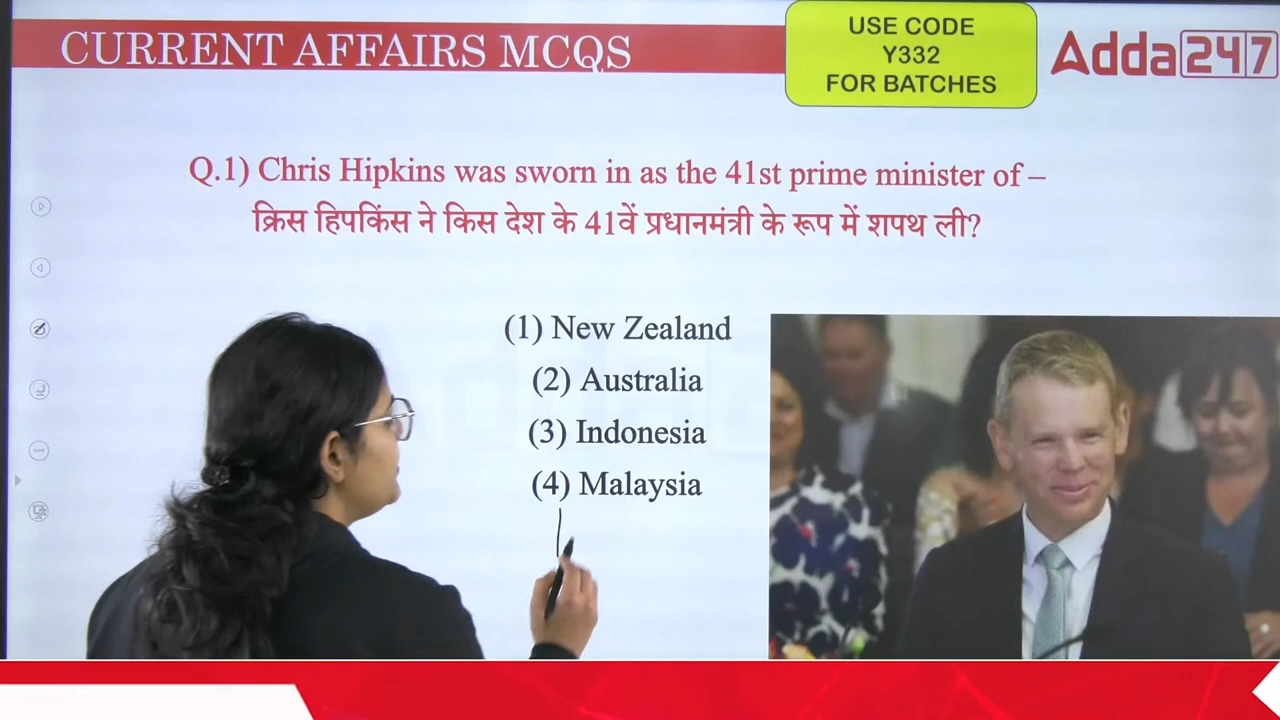 CURRENT AFFAIRS MCQS
USE CODE
Y332
FOR BATCHES
Adda247
Q.1) Chris Hipkins was sworn in as the 41st prime minister of –
क्रिस हिपकिंस ने किस देश के 41वें प्रधानमंत्री के रूप में शपथ ली?
(1) New Zealand
(2) Australia
(3) Indonesia
(4) Malaysia